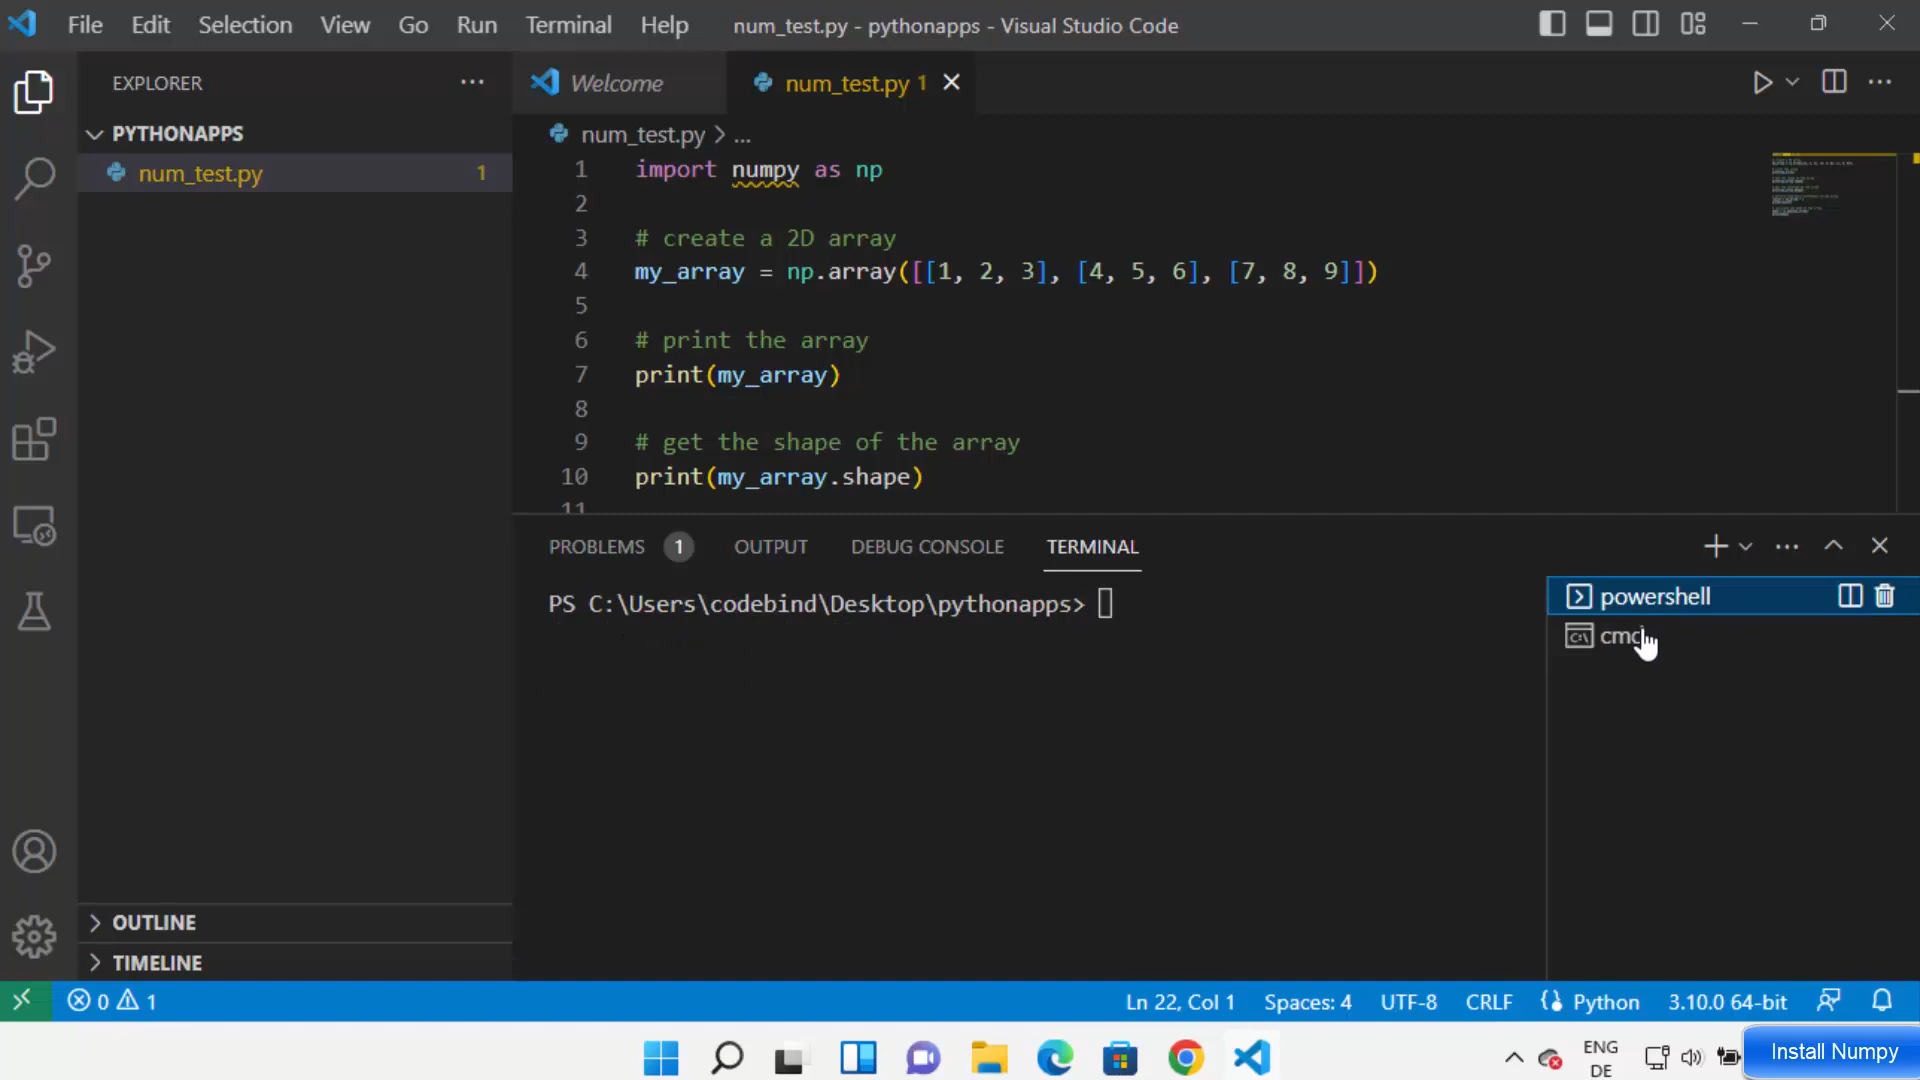 File Edit Selection View Go Run Terminal Help num_test.py - pythonapps - Visual Studio Code
EXPLORER
Welcome
num_test.py 1
PYTHONAPPS
num_test.py 1
num_test.py > ...
1 import numpy as np
2
3 # create a 2D array
4 my_array = np.array([[1, 2, 3], [4, 5, 6], [7, 8, 9]])
5
6 # print the array
7 print(my_array)
8
9 # get the shape of the array
10 print(my_array.shape)
11
PROBLEMS 1 OUTPUT DEBUG CONSOLE TERMINAL
PS C:\Users\codebind\Desktop\pythonapps>
powershell
cmd
OUTLINE
TIMELINE
0 1 Ln 22, Col 1 Spaces: 4 UTF-8 CRLF Python 3.10.0 64-bit
ENG
DE
Install Numpy